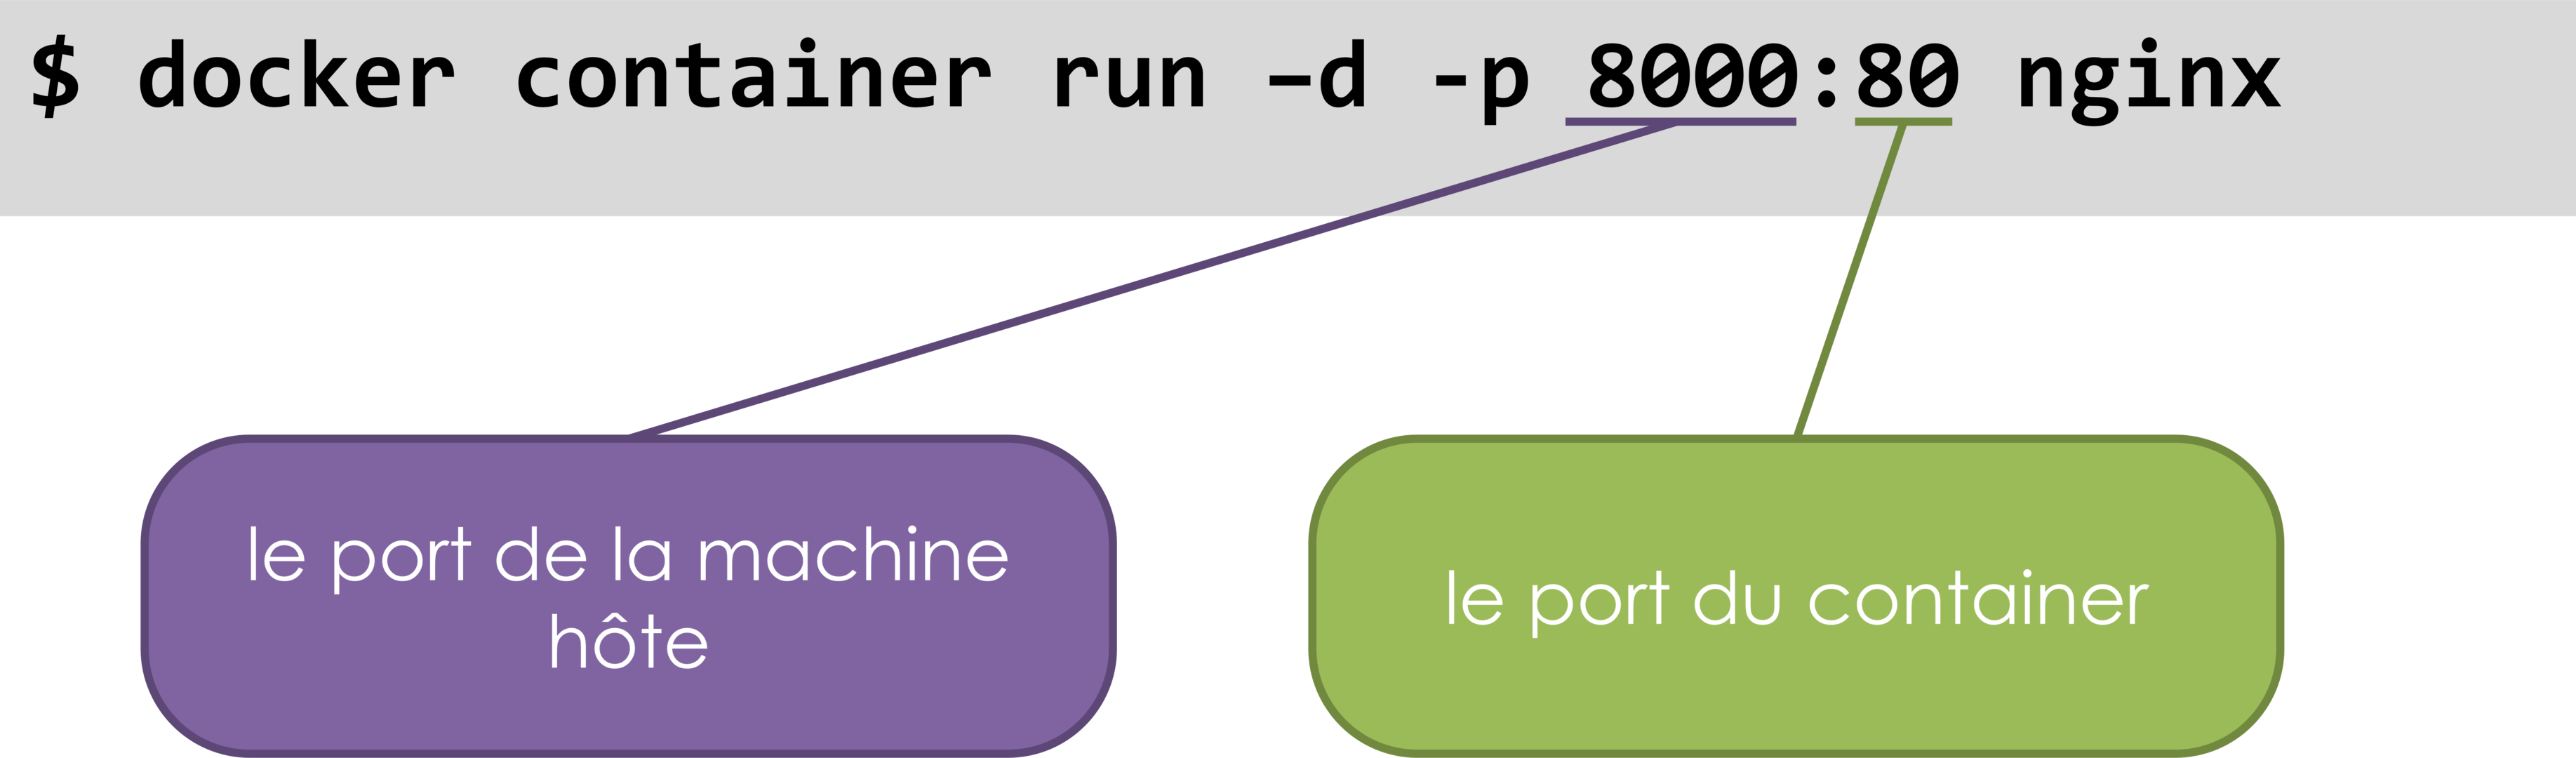 $ docker container run –d -p 8000:80 nginx
le port de la machine
hôte
le port du container